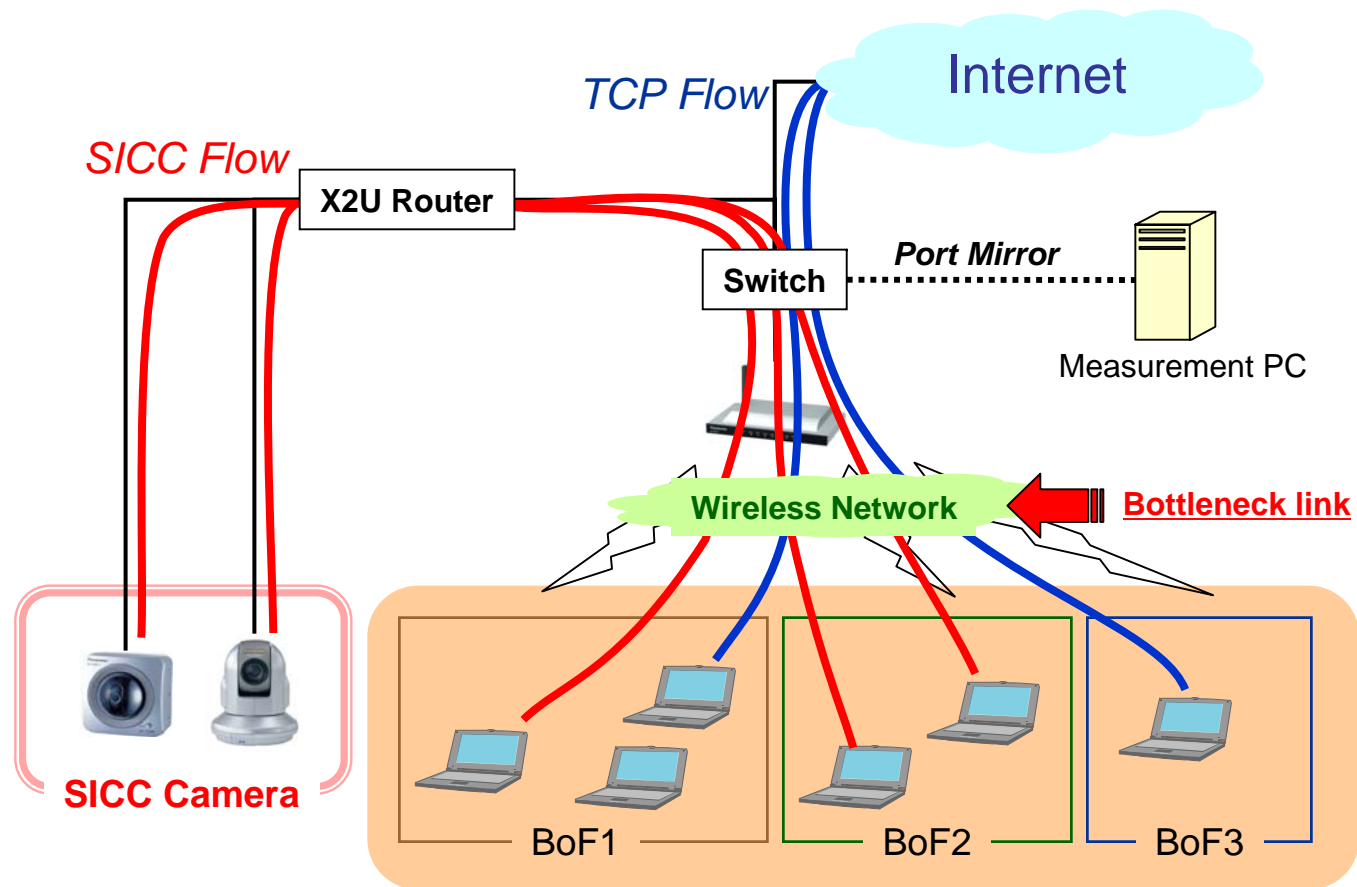 Internet
TCP Flow
SICC Flow
X2U Router
Switch
Port Mirror
Measurement PC
Wireless Network
Bottleneck link
SICC Camera
BoF1
BoF2
BoF3